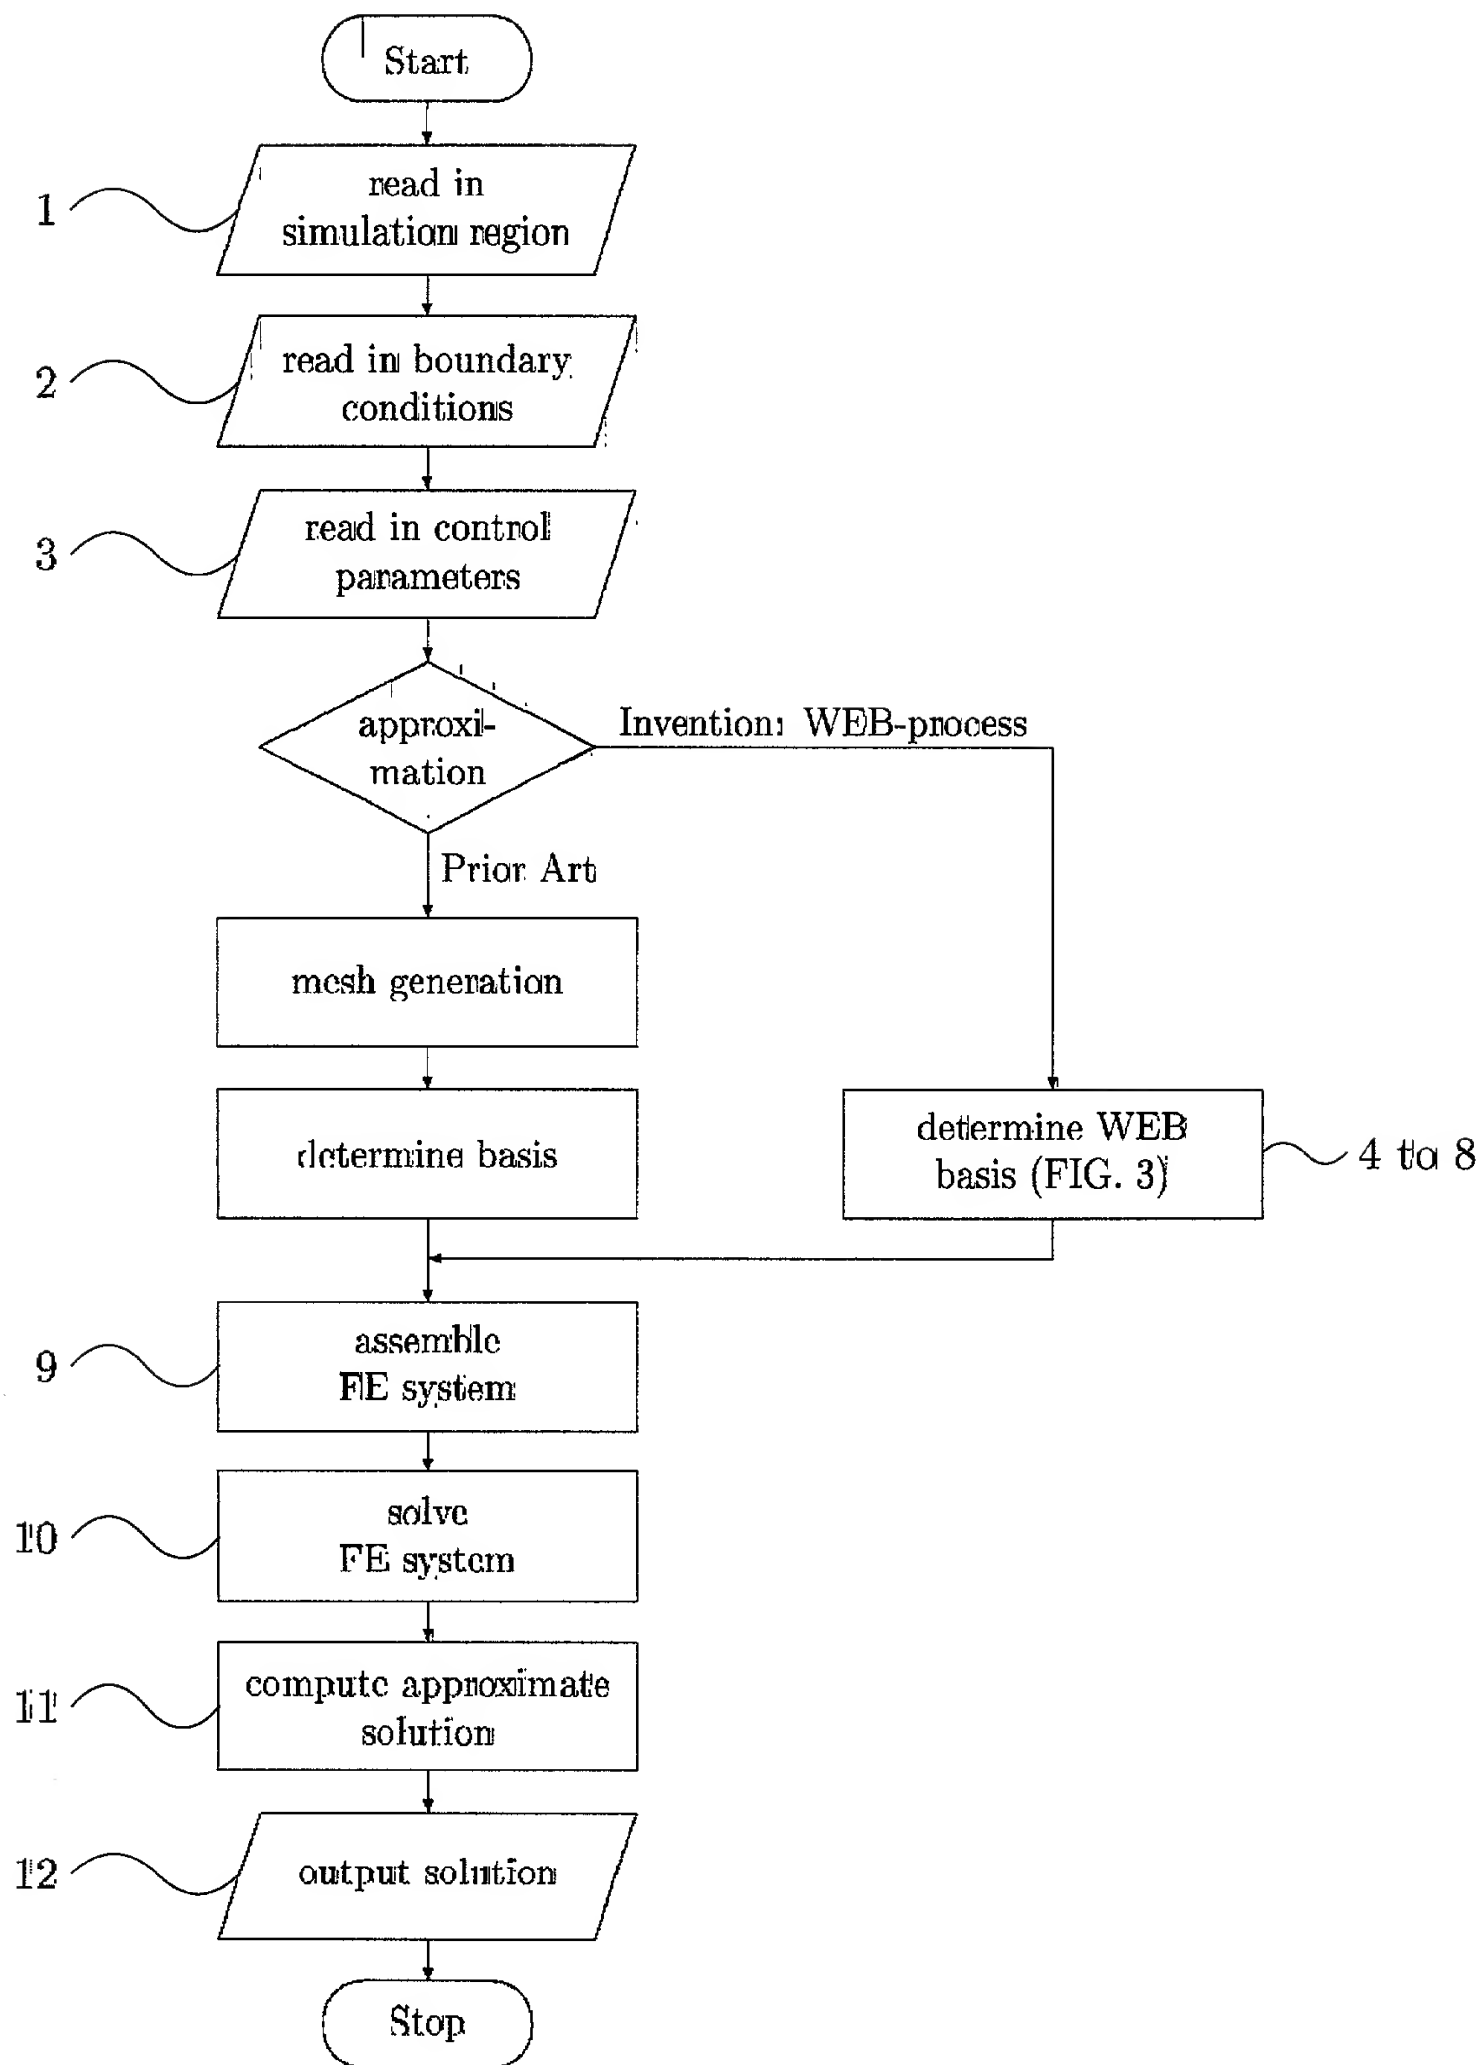 Start
1
read in
simulation region
2
read in boundary
conditions
3
read in control
parameters
approxi-
mation
Invention: WEB-process
Prior Art
mesh generation
determine basis
determine WEB
basis (FIG. 3)
4 to 8
9
assemble
FE system
10
solve
FE system
11
compute approximate
solution
12
output solution
Stop